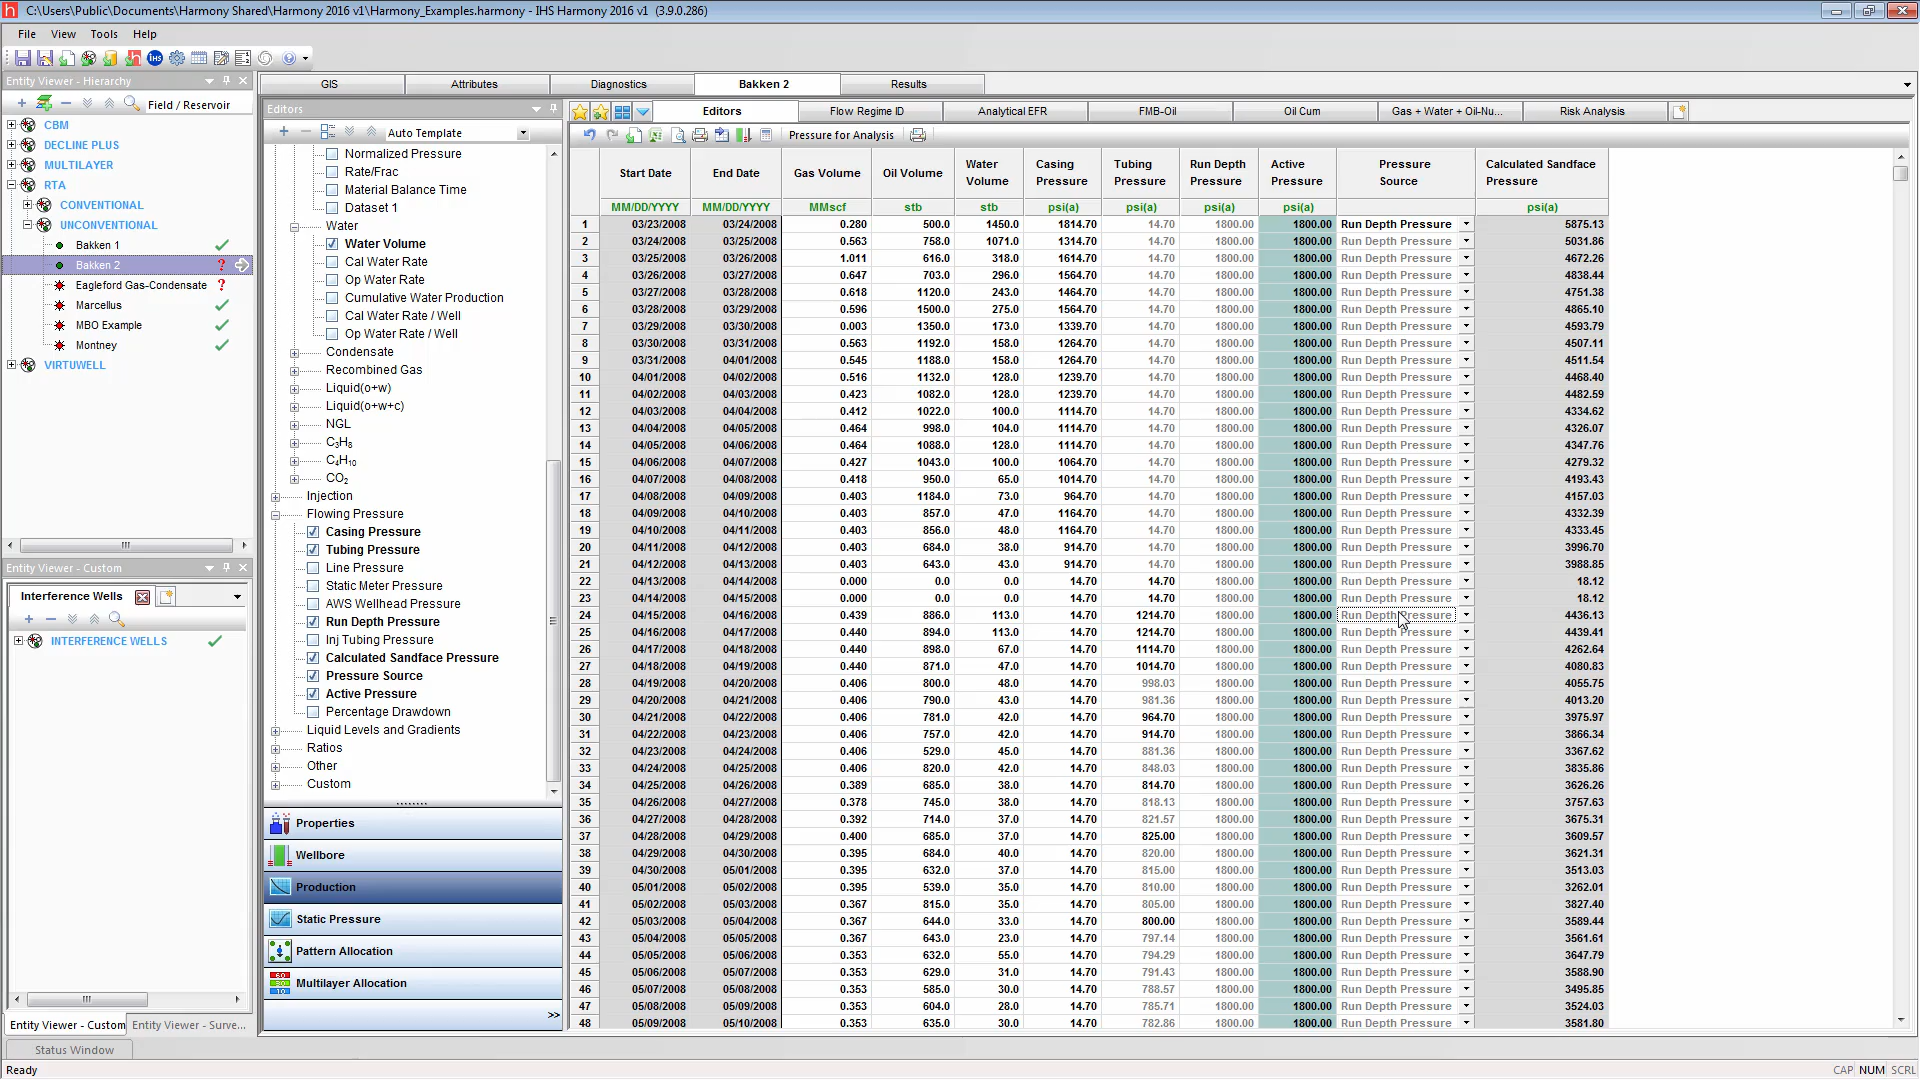 C:\Users\Public\Documents\Harmony Shared\Harmony 2016 v1\Harmony_Examples.harmony - IHS Harmony 2016 v1 (3.9.0.286)
File View Tools Help
Entity Viewer - Hierarchy
Field / Reservoir
CBM
DECLINE PLUS
MULTILAYER
RTA
CONVENTIONAL
UNCONVENTIONAL
Bakken 1
Bakken 2 ?
Eagleford Gas-Condensate ?
Marcellus
MBO Example
Montney
VIRTUWELL
Entity Viewer - Custom
Interference Wells
INTERFERENCE WELLS
Entity Viewer - Custom Entity Viewer - Surve...
Status Window
Ready
GIS Attributes Diagnostics Bakken 2 Results
Editors
Auto Template
Normalized Pressure
Rate/Frac
Material Balance Time
Dataset 1
Water
Water Volume
Cal Water Rate
Op Water Rate
Cumulative Water Production
Cal Water Rate / Well
Op Water Rate / Well
Condensate
Recombined Gas
Liquid(o+w)
Liquid(o+w+c)
NGL
C3H8
C4H10
CO2
Injection
Flowing Pressure
Casing Pressure
Tubing Pressure
Line Pressure
Static Meter Pressure
AWS Wellhead Pressure
Run Depth Pressure
Inj Tubing Pressure
Calculated Sandface Pressure
Pressure Source
Active Pressure
Percentage Drawdown
Liquid Levels and Gradients
Ratios
Other
Custom
Properties
Wellbore
Production
Static Pressure
Pattern Allocation
Multilayer Allocation
>>
Editors Flow Regime ID Analytical EFR FMB-Oil Oil Cum Gas + Water + Oil-Nu... Risk Analysis
Pressure for Analysis
Start Date End Date Gas Volume Oil Volume Water Volume Casing Pressure Tubing Pressure Run Depth Pressure Active Pressure Pressure Source Calculated Sandface Pressure
MM/DD/YYYY MM/DD/YYYY MMscf stb stb psi(a) psi(a) psi(a) psi(a) psi(a)
1 03/23/2008 03/24/2008 0.280 500.0 1450.0 1814.70 14.70 1800.00 1800.00 Run Depth Pressure 5875.13
2 03/24/2008 03/25/2008 0.563 758.0 1071.0 1314.70 14.70 1800.00 1800.00 Run Depth Pressure 5031.86
3 03/25/2008 03/26/2008 1.011 616.0 318.0 1614.70 14.70 1800.00 1800.00 Run Depth Pressure 4672.26
4 03/26/2008 03/27/2008 0.647 703.0 296.0 1564.70 14.70 1800.00 1800.00 Run Depth Pressure 4838.44
5 03/27/2008 03/28/2008 0.618 1120.0 243.0 1464.70 14.70 1800.00 1800.00 Run Depth Pressure 4751.38
6 03/28/2008 03/29/2008 0.596 1500.0 275.0 1564.70 14.70 1800.00 1800.00 Run Depth Pressure 4865.10
7 03/29/2008 03/30/2008 0.003 1350.0 173.0 1339.70 14.70 1800.00 1800.00 Run Depth Pressure 4593.79
8 03/30/2008 03/31/2008 0.563 1192.0 158.0 1264.70 14.70 1800.00 1800.00 Run Depth Pressure 4507.11
9 03/31/2008 04/01/2008 0.545 1188.0 158.0 1264.70 14.70 1800.00 1800.00 Run Depth Pressure 4511.54
10 04/01/2008 04/02/2008 0.516 1132.0 128.0 1239.70 14.70 1800.00 1800.00 Run Depth Pressure 4468.40
11 04/02/2008 04/03/2008 0.423 1082.0 128.0 1239.70 14.70 1800.00 1800.00 Run Depth Pressure 4482.59
12 04/03/2008 04/04/2008 0.412 1022.0 100.0 1114.70 14.70 1800.00 1800.00 Run Depth Pressure 4334.62
13 04/04/2008 04/05/2008 0.464 998.0 104.0 1114.70 14.70 1800.00 1800.00 Run Depth Pressure 4326.07
14 04/05/2008 04/06/2008 0.464 1088.0 128.0 1114.70 14.70 1800.00 1800.00 Run Depth Pressure 4347.76
15 04/06/2008 04/07/2008 0.427 1043.0 100.0 1064.70 14.70 1800.00 1800.00 Run Depth Pressure 4279.32
16 04/07/2008 04/08/2008 0.418 950.0 65.0 1014.70 14.70 1800.00 1800.00 Run Depth Pressure 4193.43
17 04/08/2008 04/09/2008 0.403 1184.0 73.0 964.70 14.70 1800.00 1800.00 Run Depth Pressure 4157.03
18 04/09/2008 04/10/2008 0.403 857.0 47.0 1164.70 14.70 1800.00 1800.00 Run Depth Pressure 4332.39
19 04/10/2008 04/11/2008 0.403 856.0 48.0 1164.70 14.70 1800.00 1800.00 Run Depth Pressure 4333.45
20 04/11/2008 04/12/2008 0.403 684.0 38.0 914.70 14.70 1800.00 1800.00 Run Depth Pressure 3996.70
21 04/12/2008 04/13/2008 0.403 643.0 43.0 914.70 14.70 1800.00 1800.00 Run Depth Pressure 3988.85
22 04/13/2008 04/14/2008 0.000 0.0 0.0 14.70 14.70 1800.00 1800.00 Run Depth Pressure 18.12
23 04/14/2008 04/15/2008 0.000 0.0 0.0 14.70 14.70 1800.00 1800.00 Run Depth Pressure 18.12
24 04/15/2008 04/16/2008 0.439 886.0 113.0 14.70 1214.70 1800.00 1800.00 Run Depth Pressure 4436.13
25 04/16/2008 04/17/2008 0.440 894.0 113.0 14.70 1214.70 1800.00 1800.00 Run Depth Pressure 4439.41
26 04/17/2008 04/18/2008 0.440 898.0 67.0 14.70 1114.70 1800.00 1800.00 Run Depth Pressure 4262.64
27 04/18/2008 04/19/2008 0.440 871.0 47.0 14.70 1014.70 1800.00 1800.00 Run Depth Pressure 4080.83
28 04/19/2008 04/20/2008 0.406 800.0 48.0 14.70 998.03 1800.00 1800.00 Run Depth Pressure 4055.75
29 04/20/2008 04/21/2008 0.406 790.0 43.0 14.70 981.36 1800.00 1800.00 Run Depth Pressure 4013.20
30 04/21/2008 04/22/2008 0.406 781.0 42.0 14.70 964.70 1800.00 1800.00 Run Depth Pressure 3975.97
31 04/22/2008 04/23/2008 0.406 757.0 42.0 14.70 914.70 1800.00 1800.00 Run Depth Pressure 3866.34
32 04/23/2008 04/24/2008 0.406 529.0 45.0 14.70 881.36 1800.00 1800.00 Run Depth Pressure 3367.62
33 04/24/2008 04/25/2008 0.406 820.0 42.0 14.70 848.03 1800.00 1800.00 Run Depth Pressure 3835.86
34 04/25/2008 04/26/2008 0.389 685.0 38.0 14.70 814.70 1800.00 1800.00 Run Depth Pressure 3626.26
35 04/26/2008 04/27/2008 0.378 745.0 38.0 14.70 818.13 1800.00 1800.00 Run Depth Pressure 3757.63
36 04/27/2008 04/28/2008 0.392 714.0 37.0 14.70 821.57 1800.00 1800.00 Run Depth Pressure 3675.31
37 04/28/2008 04/29/2008 0.400 685.0 37.0 14.70 825.00 1800.00 1800.00 Run Depth Pressure 3609.57
38 04/29/2008 04/30/2008 0.395 684.0 40.0 14.70 820.00 1800.00 1800.00 Run Depth Pressure 3621.31
39 04/30/2008 05/01/2008 0.395 632.0 37.0 14.70 815.00 1800.00 1800.00 Run Depth Pressure 3513.03
40 05/01/2008 05/02/2008 0.395 539.0 35.0 14.70 810.00 1800.00 1800.00 Run Depth Pressure 3262.01
41 05/02/2008 05/03/2008 0.367 815.0 35.0 14.70 805.00 1800.00 1800.00 Run Depth Pressure 3827.40
42 05/03/2008 05/04/2008 0.367 644.0 33.0 14.70 800.00 1800.00 1800.00 Run Depth Pressure 3589.44
43 05/04/2008 05/05/2008 0.367 643.0 23.0 14.70 797.14 1800.00 1800.00 Run Depth Pressure 3561.61
44 05/05/2008 05/06/2008 0.353 632.0 55.0 14.70 794.29 1800.00 1800.00 Run Depth Pressure 3647.79
45 05/06/2008 05/07/2008 0.353 629.0 31.0 14.70 791.43 1800.00 1800.00 Run Depth Pressure 3588.90
46 05/07/2008 05/08/2008 0.353 585.0 30.0 14.70 788.57 1800.00 1800.00 Run Depth Pressure 3495.85
47 05/08/2008 05/09/2008 0.353 604.0 28.0 14.70 785.71 1800.00 1800.00 Run Depth Pressure 3524.03
48 05/09/2008 05/10/2008 0.353 635.0 30.0 14.70 782.86 1800.00 1800.00 Run Depth Pressure 3581.80
CAP NUM SCRL